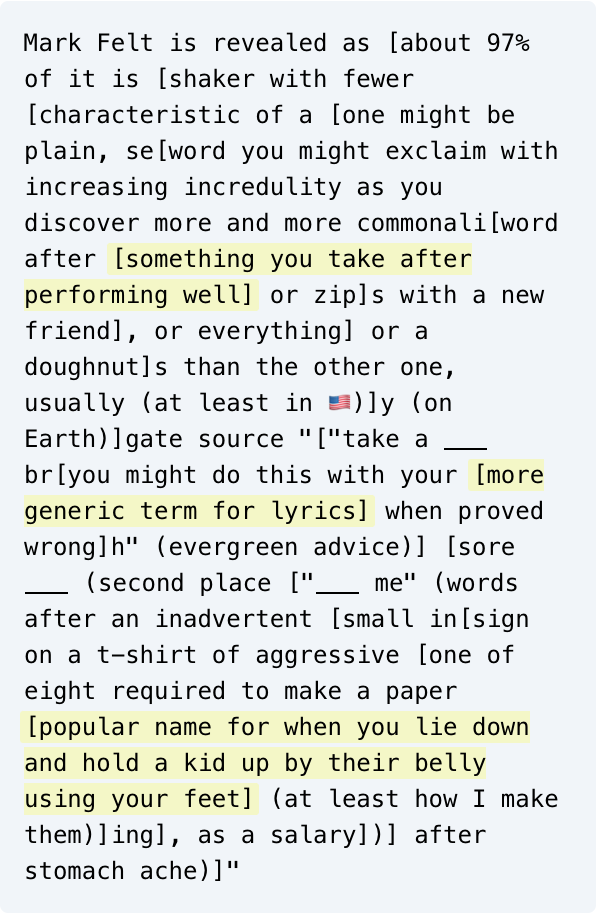 Mark Felt is revealed as [about 97%
of it is [shaker with fewer
[characteristic of a [one might be
plain, se[word you might exclaim with
increasing incredulity as you
discover more and more commonali[word
after [something you take after
performing well] or zip]s with a new
friend], or everything] or a
doughnut]s than the other one,
usually (at least in 🇺🇸)]y (on
Earth)]gate source "["take a ___
br[you might do this with your [more
generic term for lyrics] when proved
wrong]h" (evergreen advice)] [sore
___ (second place ["___ me" (words
after an inadvertent [small in[sign
on a t-shirt of aggressive [one of
eight required to make a paper
[popular name for when you lie down
and hold a kid up by their belly
using your feet] (at least how I make
them)]ing], as a salary])] after
stomach ache)]"